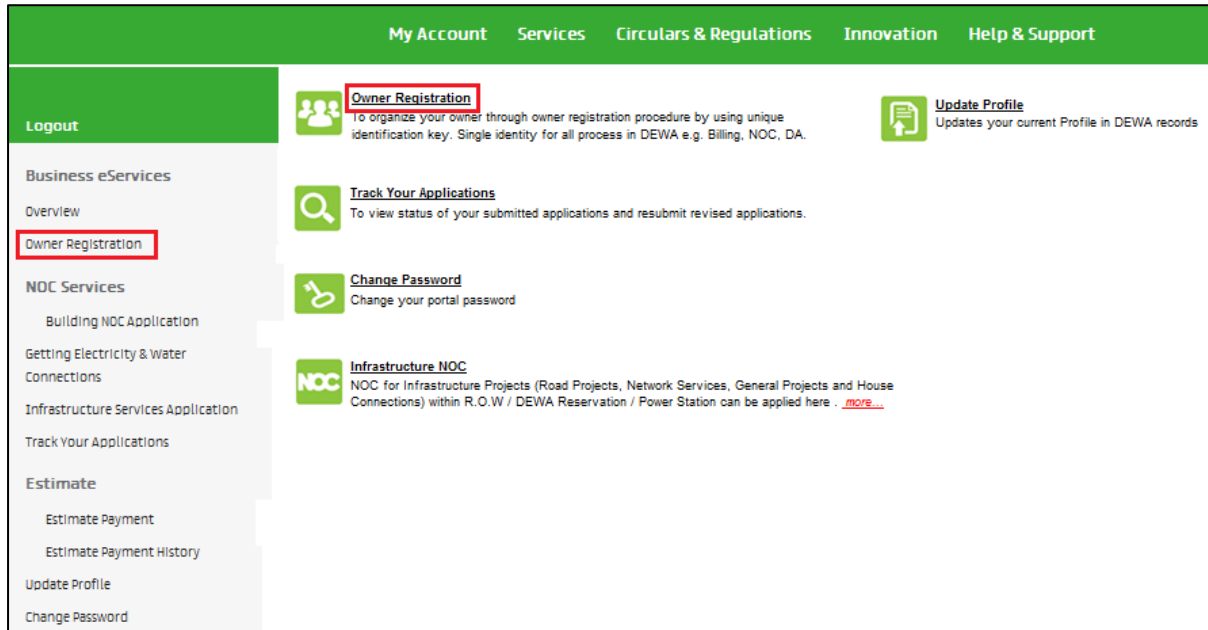 My Account Services Circulars & Regulations Innovation Help & Support
Logout
Business eServices
Overview
Owner Registration
NOC Services
Building NOC Application
Getting Electricity & Water
Connections
Infrastructure Services Application
Track Your Applications
Estimate
Estimate Payment
Estimate Payment History
Update Profile
Change Password
Owner Registration
To organize your owner through owner registration procedure by using unique
identification key. Single identity for all process in DEWA e.g. Billing, NOC, DA.
Update Profile
Updates your current Profile in DEWA records
Track Your Applications
To view status of your submitted applications and resubmit revised applications.
Change Password
Change your portal password
NOC
Infrastructure NOC
NOC for Infrastructure Projects (Road Projects, Network Services, General Projects and House
Connections) within R.O.W / DEWA Reservation / Power Station can be applied here . more...